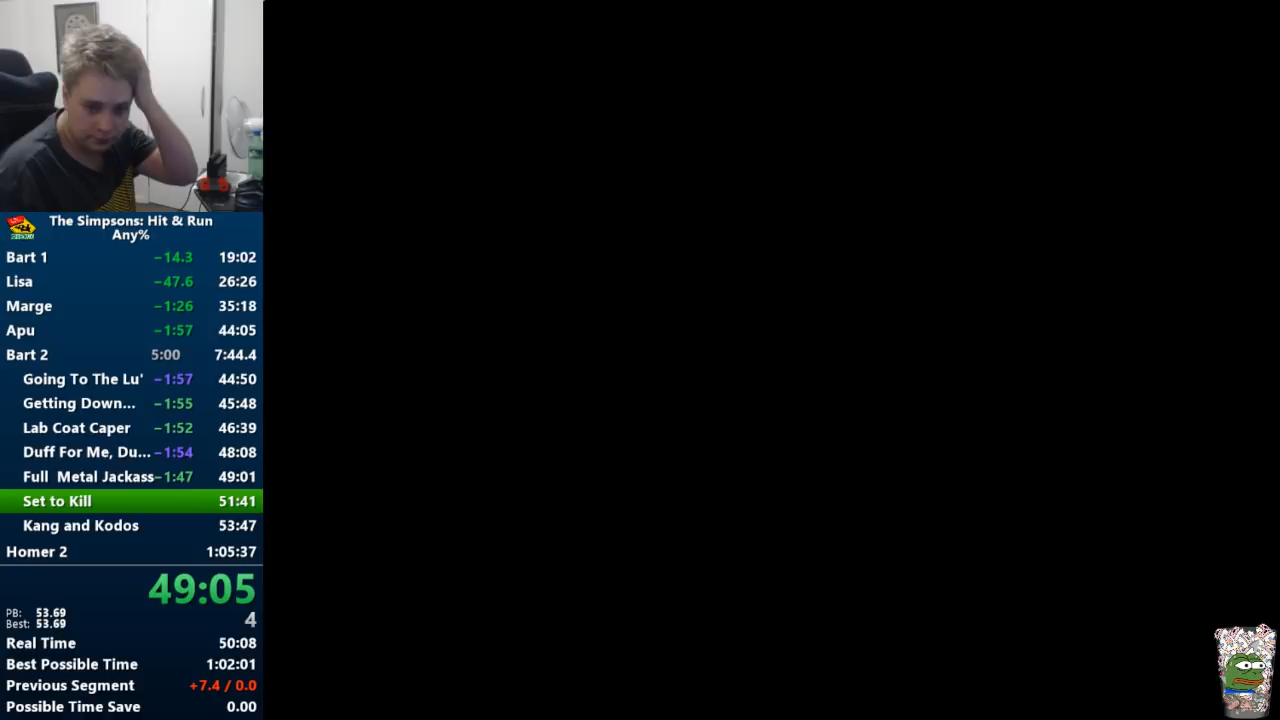 The Simpsons: Hit & Run
Any%
Bart 1 -14.3 19:02
Lisa -47.6 26:26
Marge -1:26 35:18
Apu -1:57 44:05
Bart 2 5:00 7:44.4
Going To The Lu' -1:57 44:50
Getting Down... -1:55 45:48
Lab Coat Caper -1:52 46:39
Duff For Me, Du... -1:54 48:08
Full Metal Jackass -1:47 49:01
Set to Kill 51:41
Kang and Kodos 53:47
Homer 2 1:05:37
49:05
PB: 53.69
Best: 53.69
4
Real Time 50:08
Best Possible Time 1:02:01
Previous Segment +7.4 / 0.0
Possible Time Save 0.00